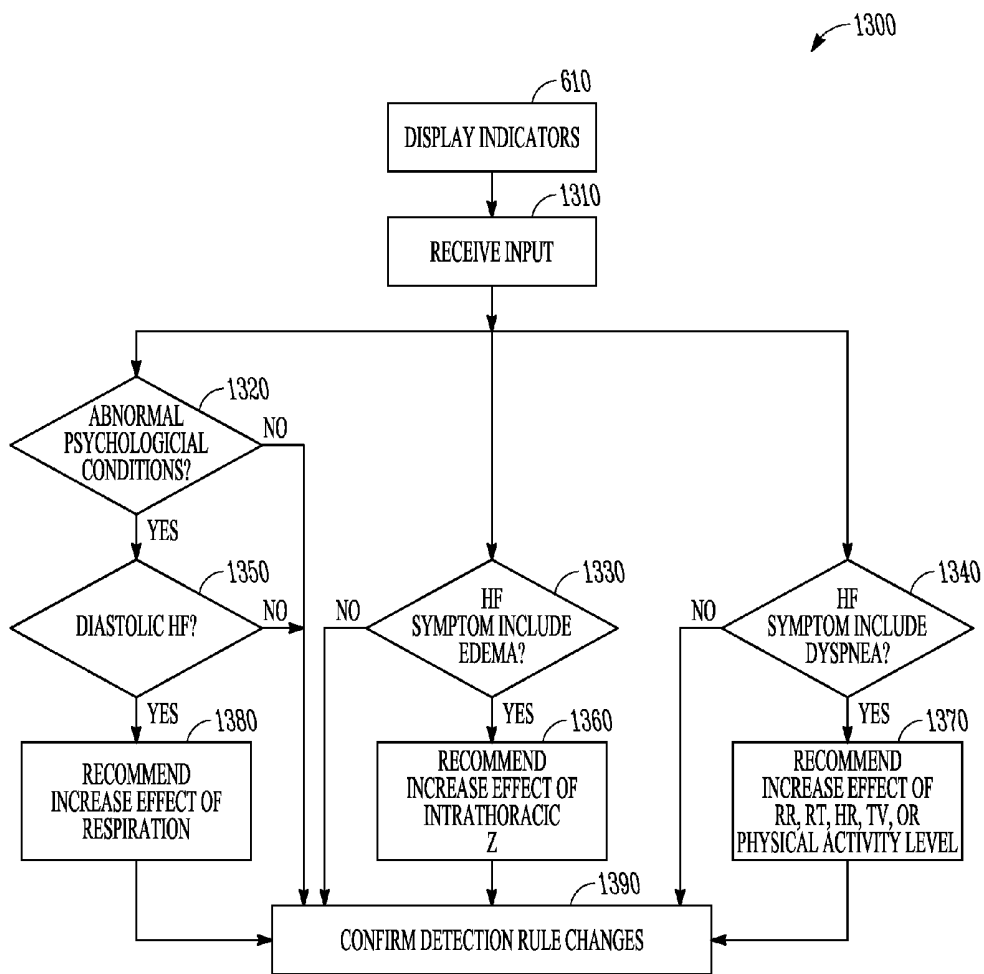 1300
610
DISPLAY INDICATORS
1310
RECEIVE INPUT
1320
ABNORMAL
PSYCHOLOGICIAL
CONDITIONS?
NO
YES
1350
DIASTOLIC HF?
NO
YES
1330
HF
SYMPTOM INCLUDE
EDEMA?
NO
YES
1340
HF
SYMPTOM INCLUDE
DYSPNEA?
NO
YES
1380
RECOMMEND
INCREASE EFFECT OF
RESPIRATION
1360
RECOMMEND
INCREASE EFFECT OF
INTRATHORACIC
Z
1370
RECOMMEND
INCREASE EFFECT OF
RR, RT, HR, TV, OR
PHYSICAL ACTIVITY LEVEL
1390
CONFIRM DETECTION RULE CHANGES